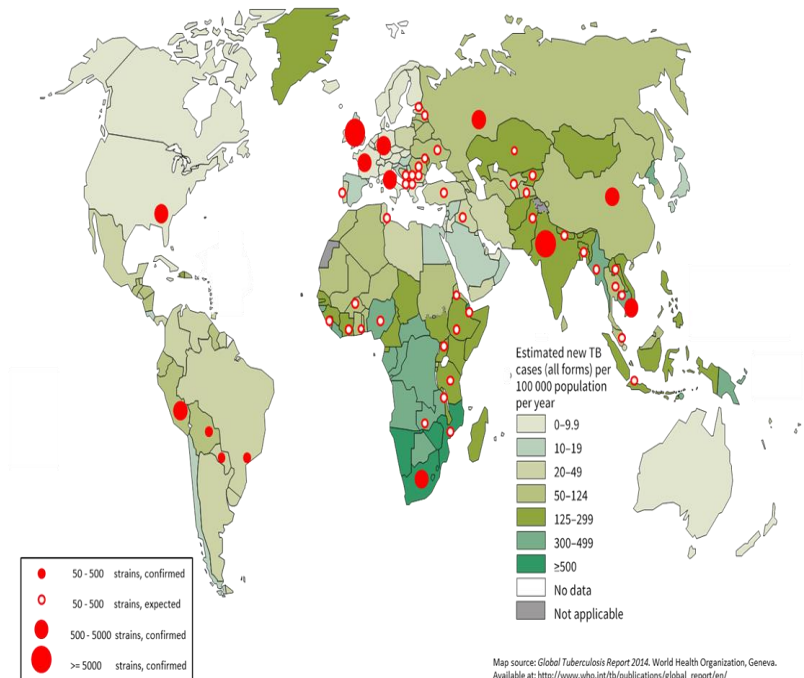 Estimated new TB
cases (all forms) per
100 000 population
per year
0–9.9
10–19
20–49
50–124
125–299
300–499
≥500
No data
Not applicable
50 - 500 strains, confirmed
50 - 500 strains, expected
500 - 5000 strains, confirmed
>= 5000 strains, confirmed
Map source: Global Tuberculosis Report 2014. World Health Organization, Geneva.
Available at: http://www.who.int/tb/publications/global_report/en/